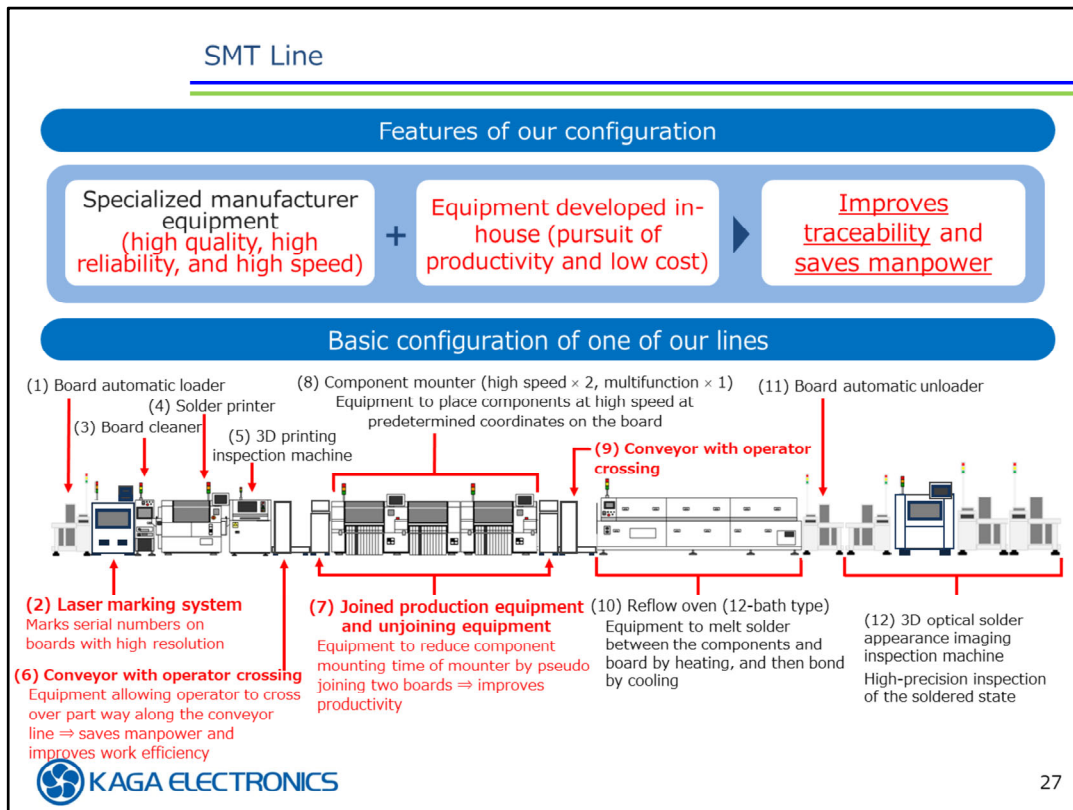 SMT Line
Features of our configuration
Specialized manufacturer
equipment
(high quality, high
reliability, and high speed)
+
Equipment developed in-
house (pursuit of
productivity and low cost)
Improves
traceability and
saves manpower
Basic configuration of one of our lines
(1) Board automatic loader
(3) Board cleaner
(4) Solder printer
(5) 3D printing
inspection machine
(8) Component mounter (high speed × 2, multifunction × 1)
Equipment to place components at high speed at
predetermined coordinates on the board
(9) Conveyor with operator
crossing
(11) Board automatic unloader
(2) Laser marking system
Marks serial numbers on
boards with high resolution
(6) Conveyor with operator crossing
Equipment allowing operator to cross
over part way along the conveyor
line ⇒ saves manpower and
improves work efficiency
(7) Joined production equipment
and unjoining equipment
Equipment to reduce component
mounting time of mounter by pseudo
joining two boards ⇒ improves
productivity
(10) Reflow oven (12-bath type)
Equipment to melt solder
between the components and
board by heating, and then bond
by cooling
(12) 3D optical solder
appearance imaging
inspection machine
High-precision inspection
of the soldered state
KAGA ELECTRONICS
27